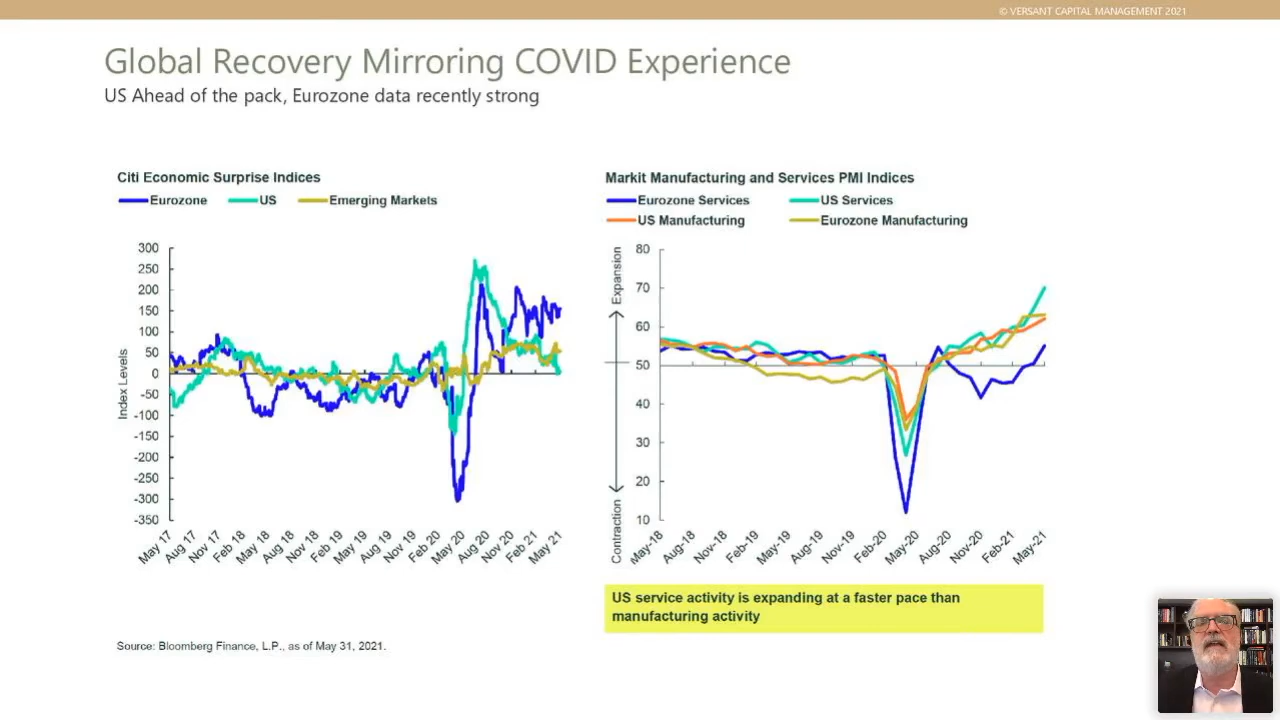 © VERSANT CAPITAL MANAGEMENT 2021
Global Recovery Mirroring COVID Experience
US Ahead of the pack, Eurozone data recently strong
Citi Economic Surprise Indices
Eurozone US Emerging Markets
Index Levels
300
250
200
150
100
50
0
-50
-100
-150
-200
-250
-300
-350
May 17 Aug 17 Nov 17 Feb 18 May 18 Aug 18 Nov 18 Feb 19 May 19 Aug 19 Nov 19 Feb 20 May 20 Aug 20 Nov 20 Feb 21 May 21
Markit Manufacturing and Services PMI Indices
Eurozone Services US Services
US Manufacturing Eurozone Manufacturing
Expansion
Contraction
80
70
60
50
40
30
20
10
May-18 Aug-18 Nov-18 Feb-19 May-19 Aug-19 Nov-19 Feb-20 May-20 Aug-20 Nov-20 Feb-21 May-21
US service activity is expanding at a faster pace than
manufacturing activity
Source: Bloomberg Finance, L.P., as of May 31, 2021.